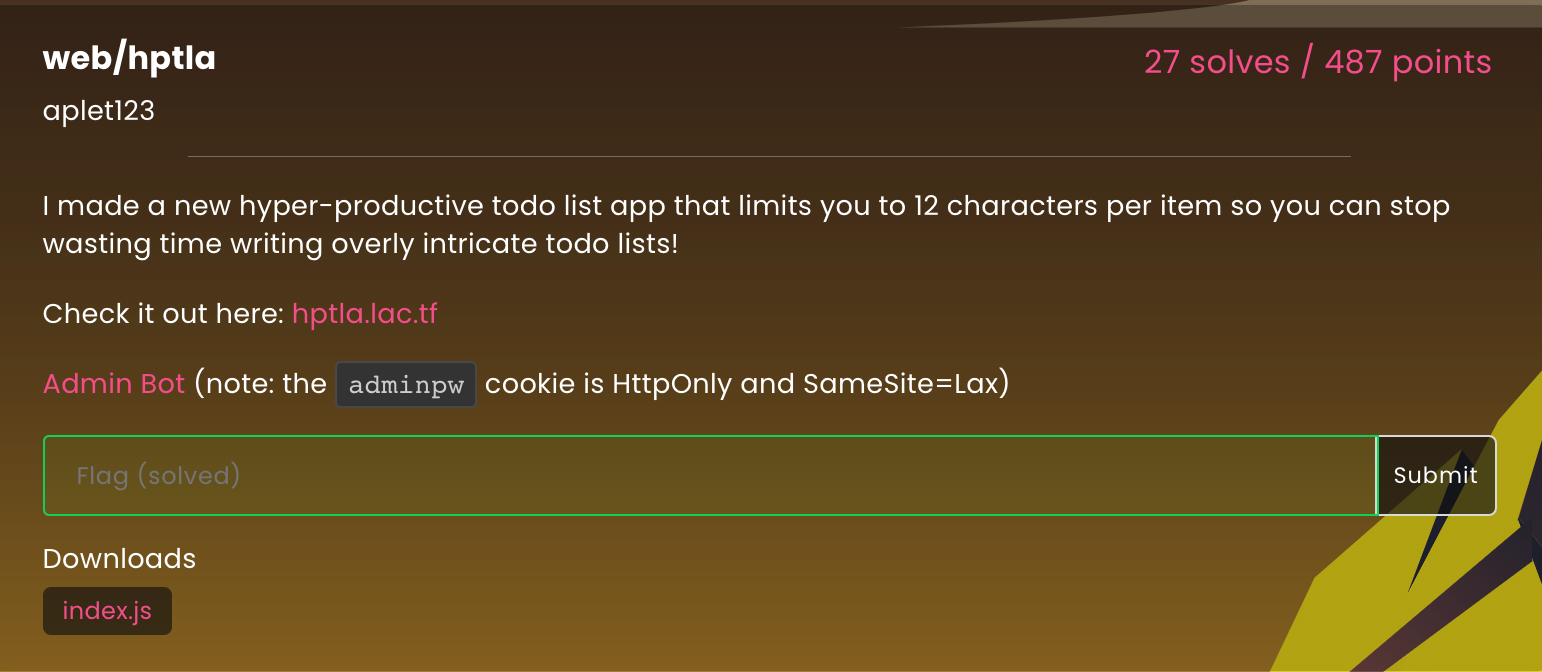 web/hptla
27 solves / 487 points
aplet123
I made a new hyper-productive todo list app that limits you to 12 characters per item so you can stop
wasting time writing overly intricate todo lists!
Check it out here: hptla.lac.tf
Admin Bot (note: the adminpw cookie is HttpOnly and SameSite=Lax)
Flag (solved)
Submit
Downloads
index.js